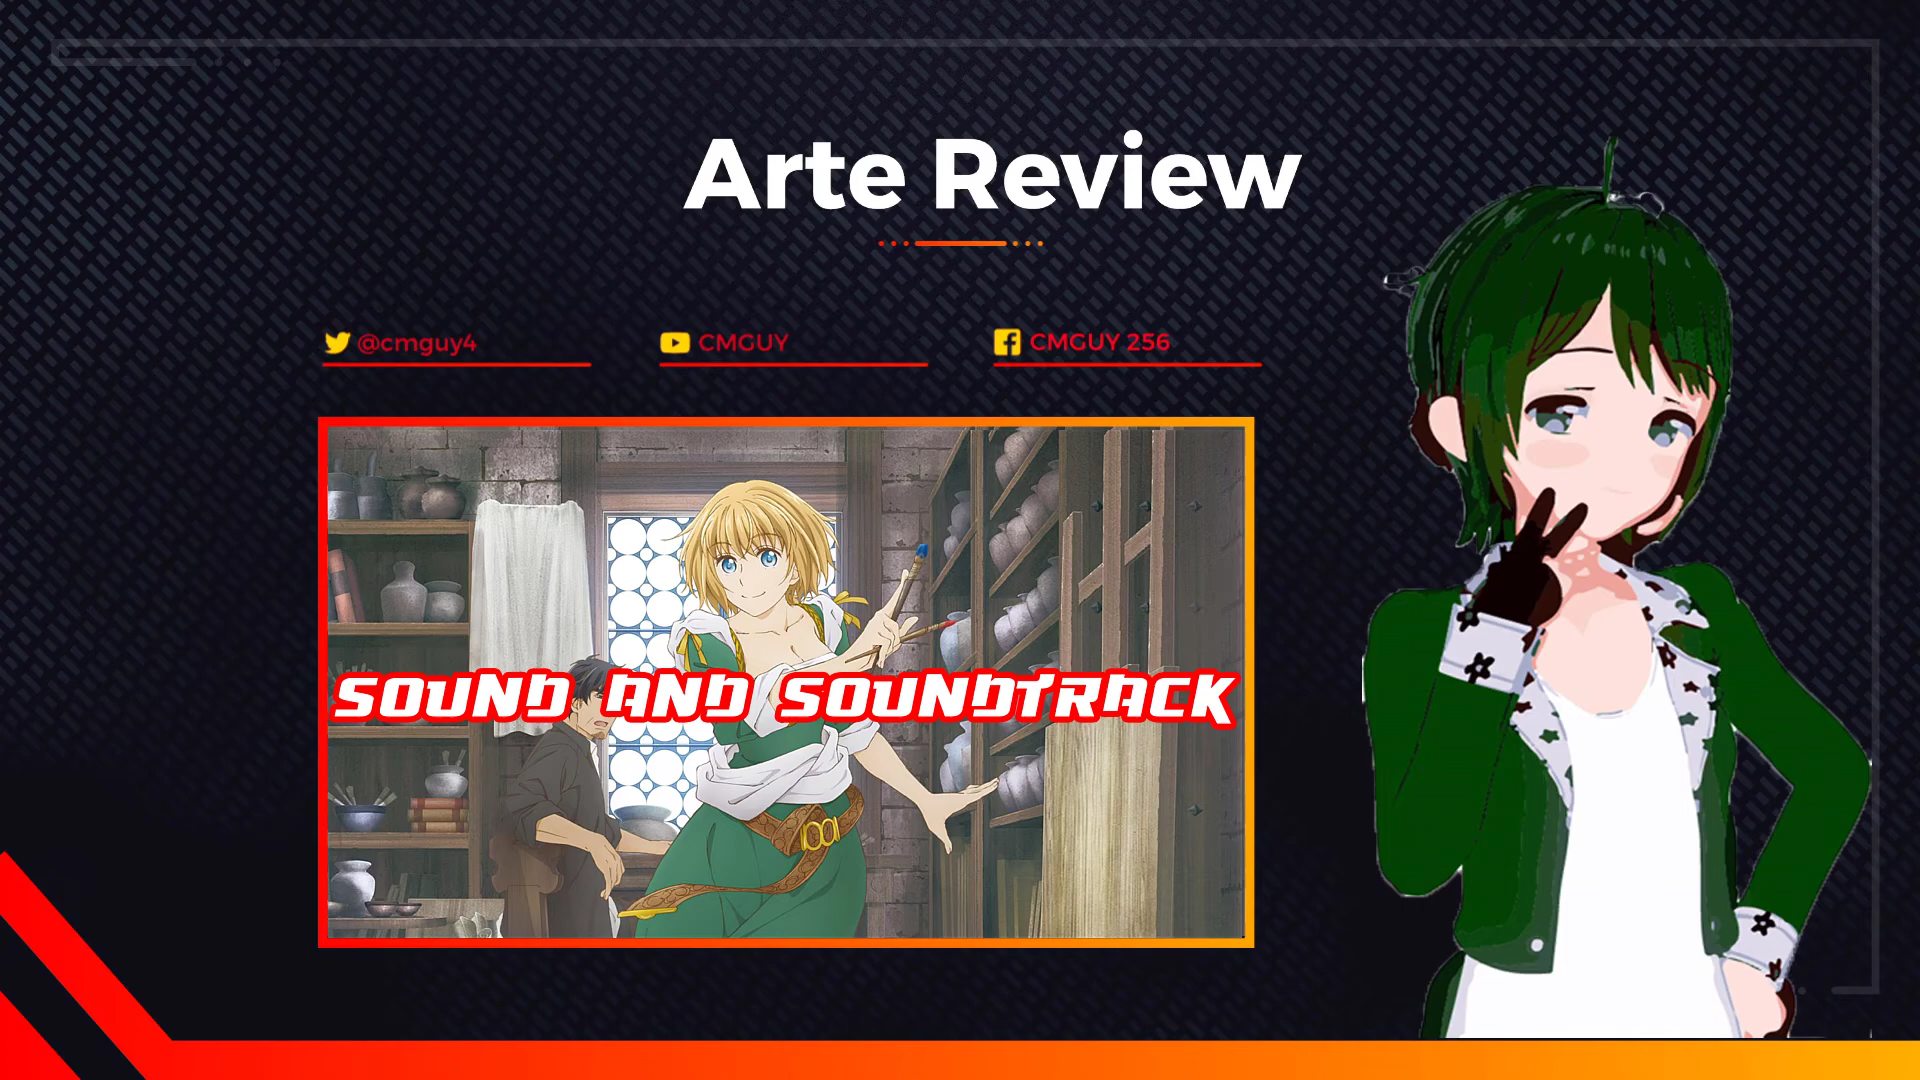 Arte Review
@cmguy4
CMGUY
CMGUY 256
SOUND AND SOUNDTRACK